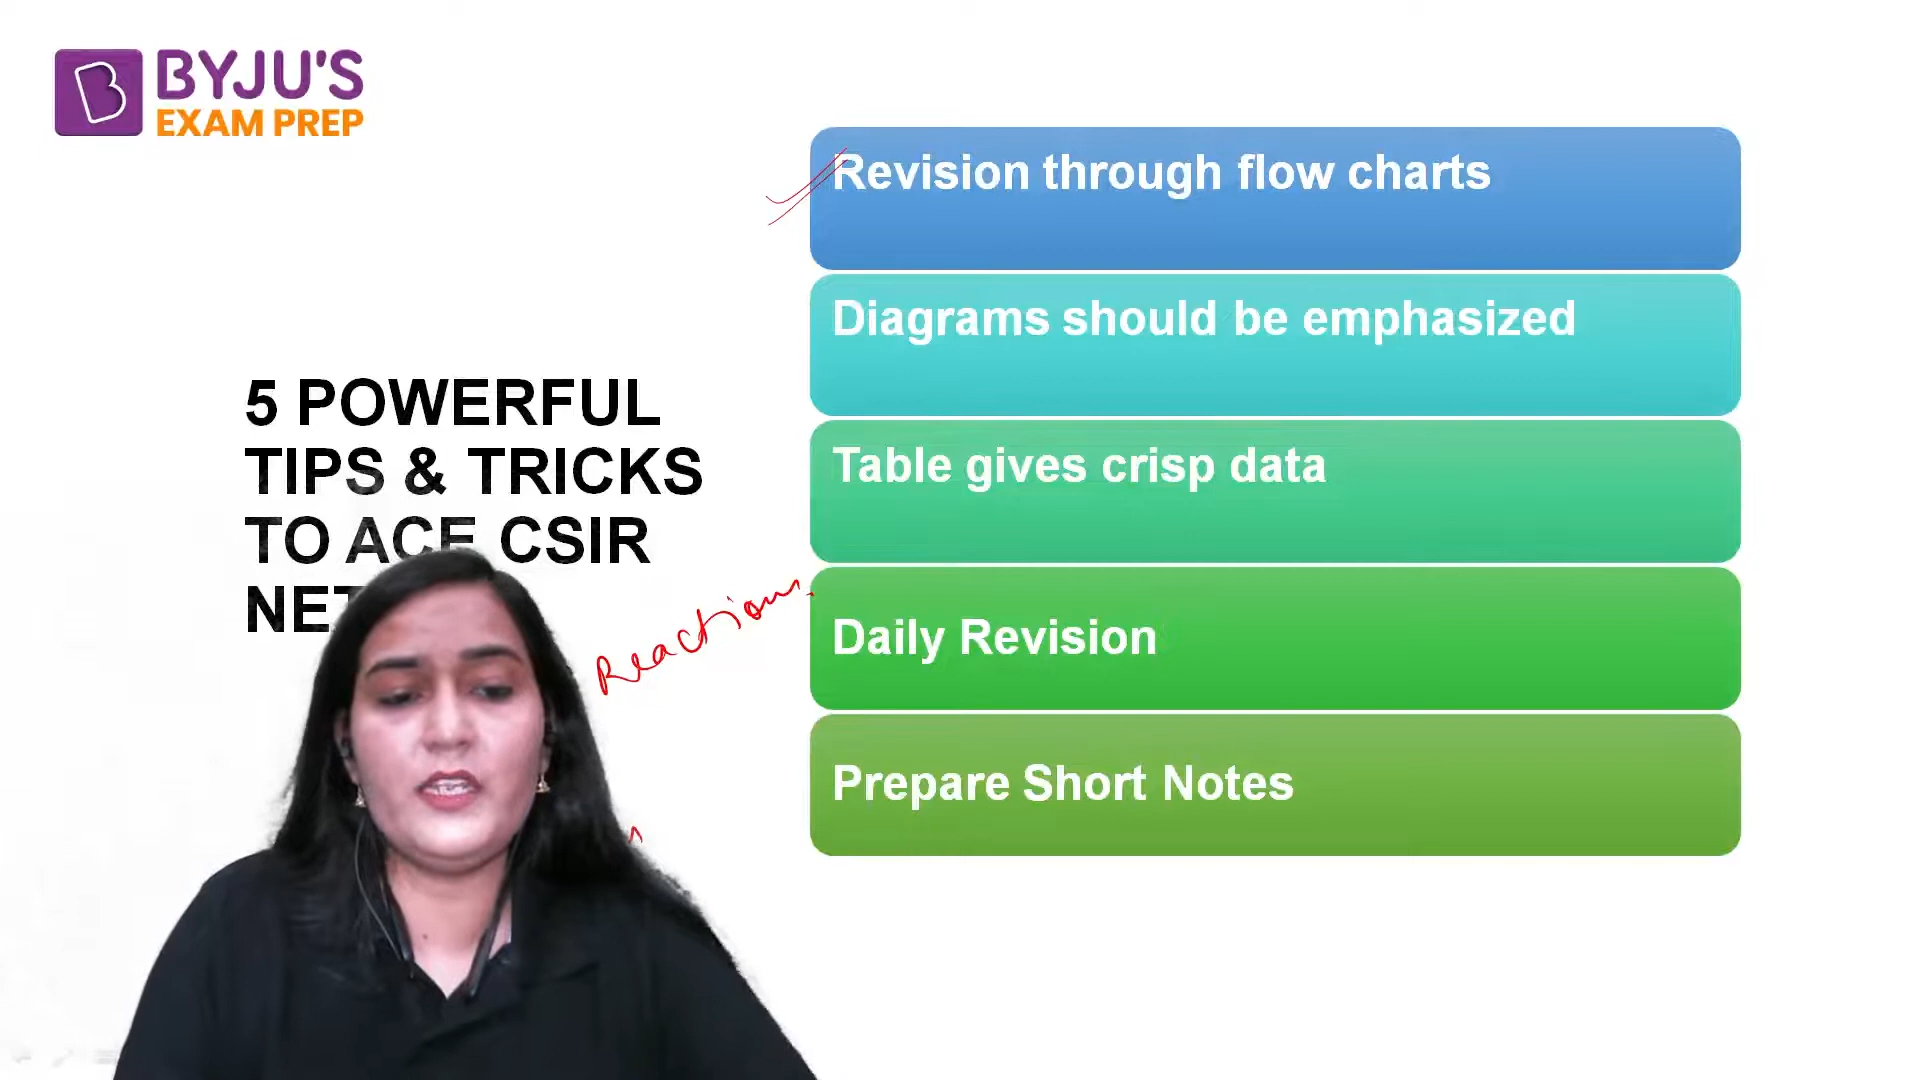 BYJU'S
EXAM PREP
5 POWERFUL
TIPS & TRICKS
TO ACE CSIR
NET
Revision through flow charts
Diagrams should be emphasized
Table gives crisp data
Reactions
Daily Revision
Prepare Short Notes